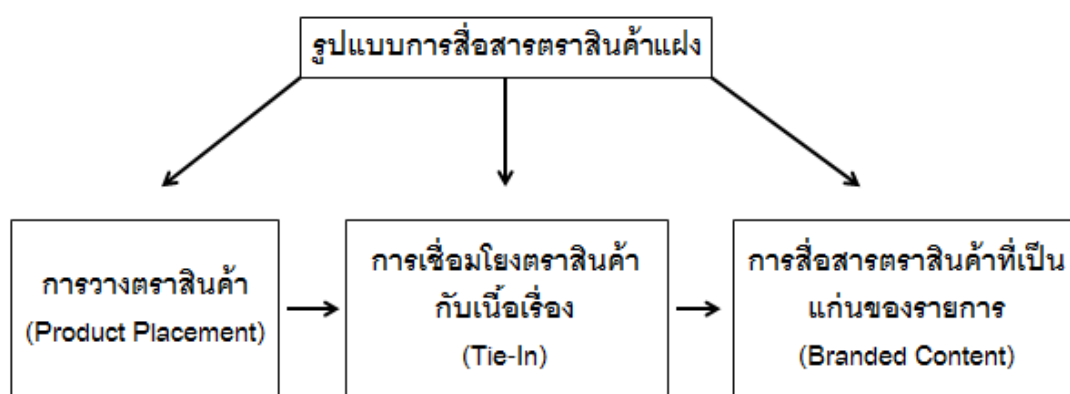 รูปแบบการสื่อสารตราสินค้าแฝง
การวางตราสินค้า
(Product Placement)
การเชื่อมโยงตราสินค้า
กับเนื้อเรื่อง
(Tie-In)
การสื่อสารตราสินค้าที่เป็น
แก่นของรายการ
(Branded Content)